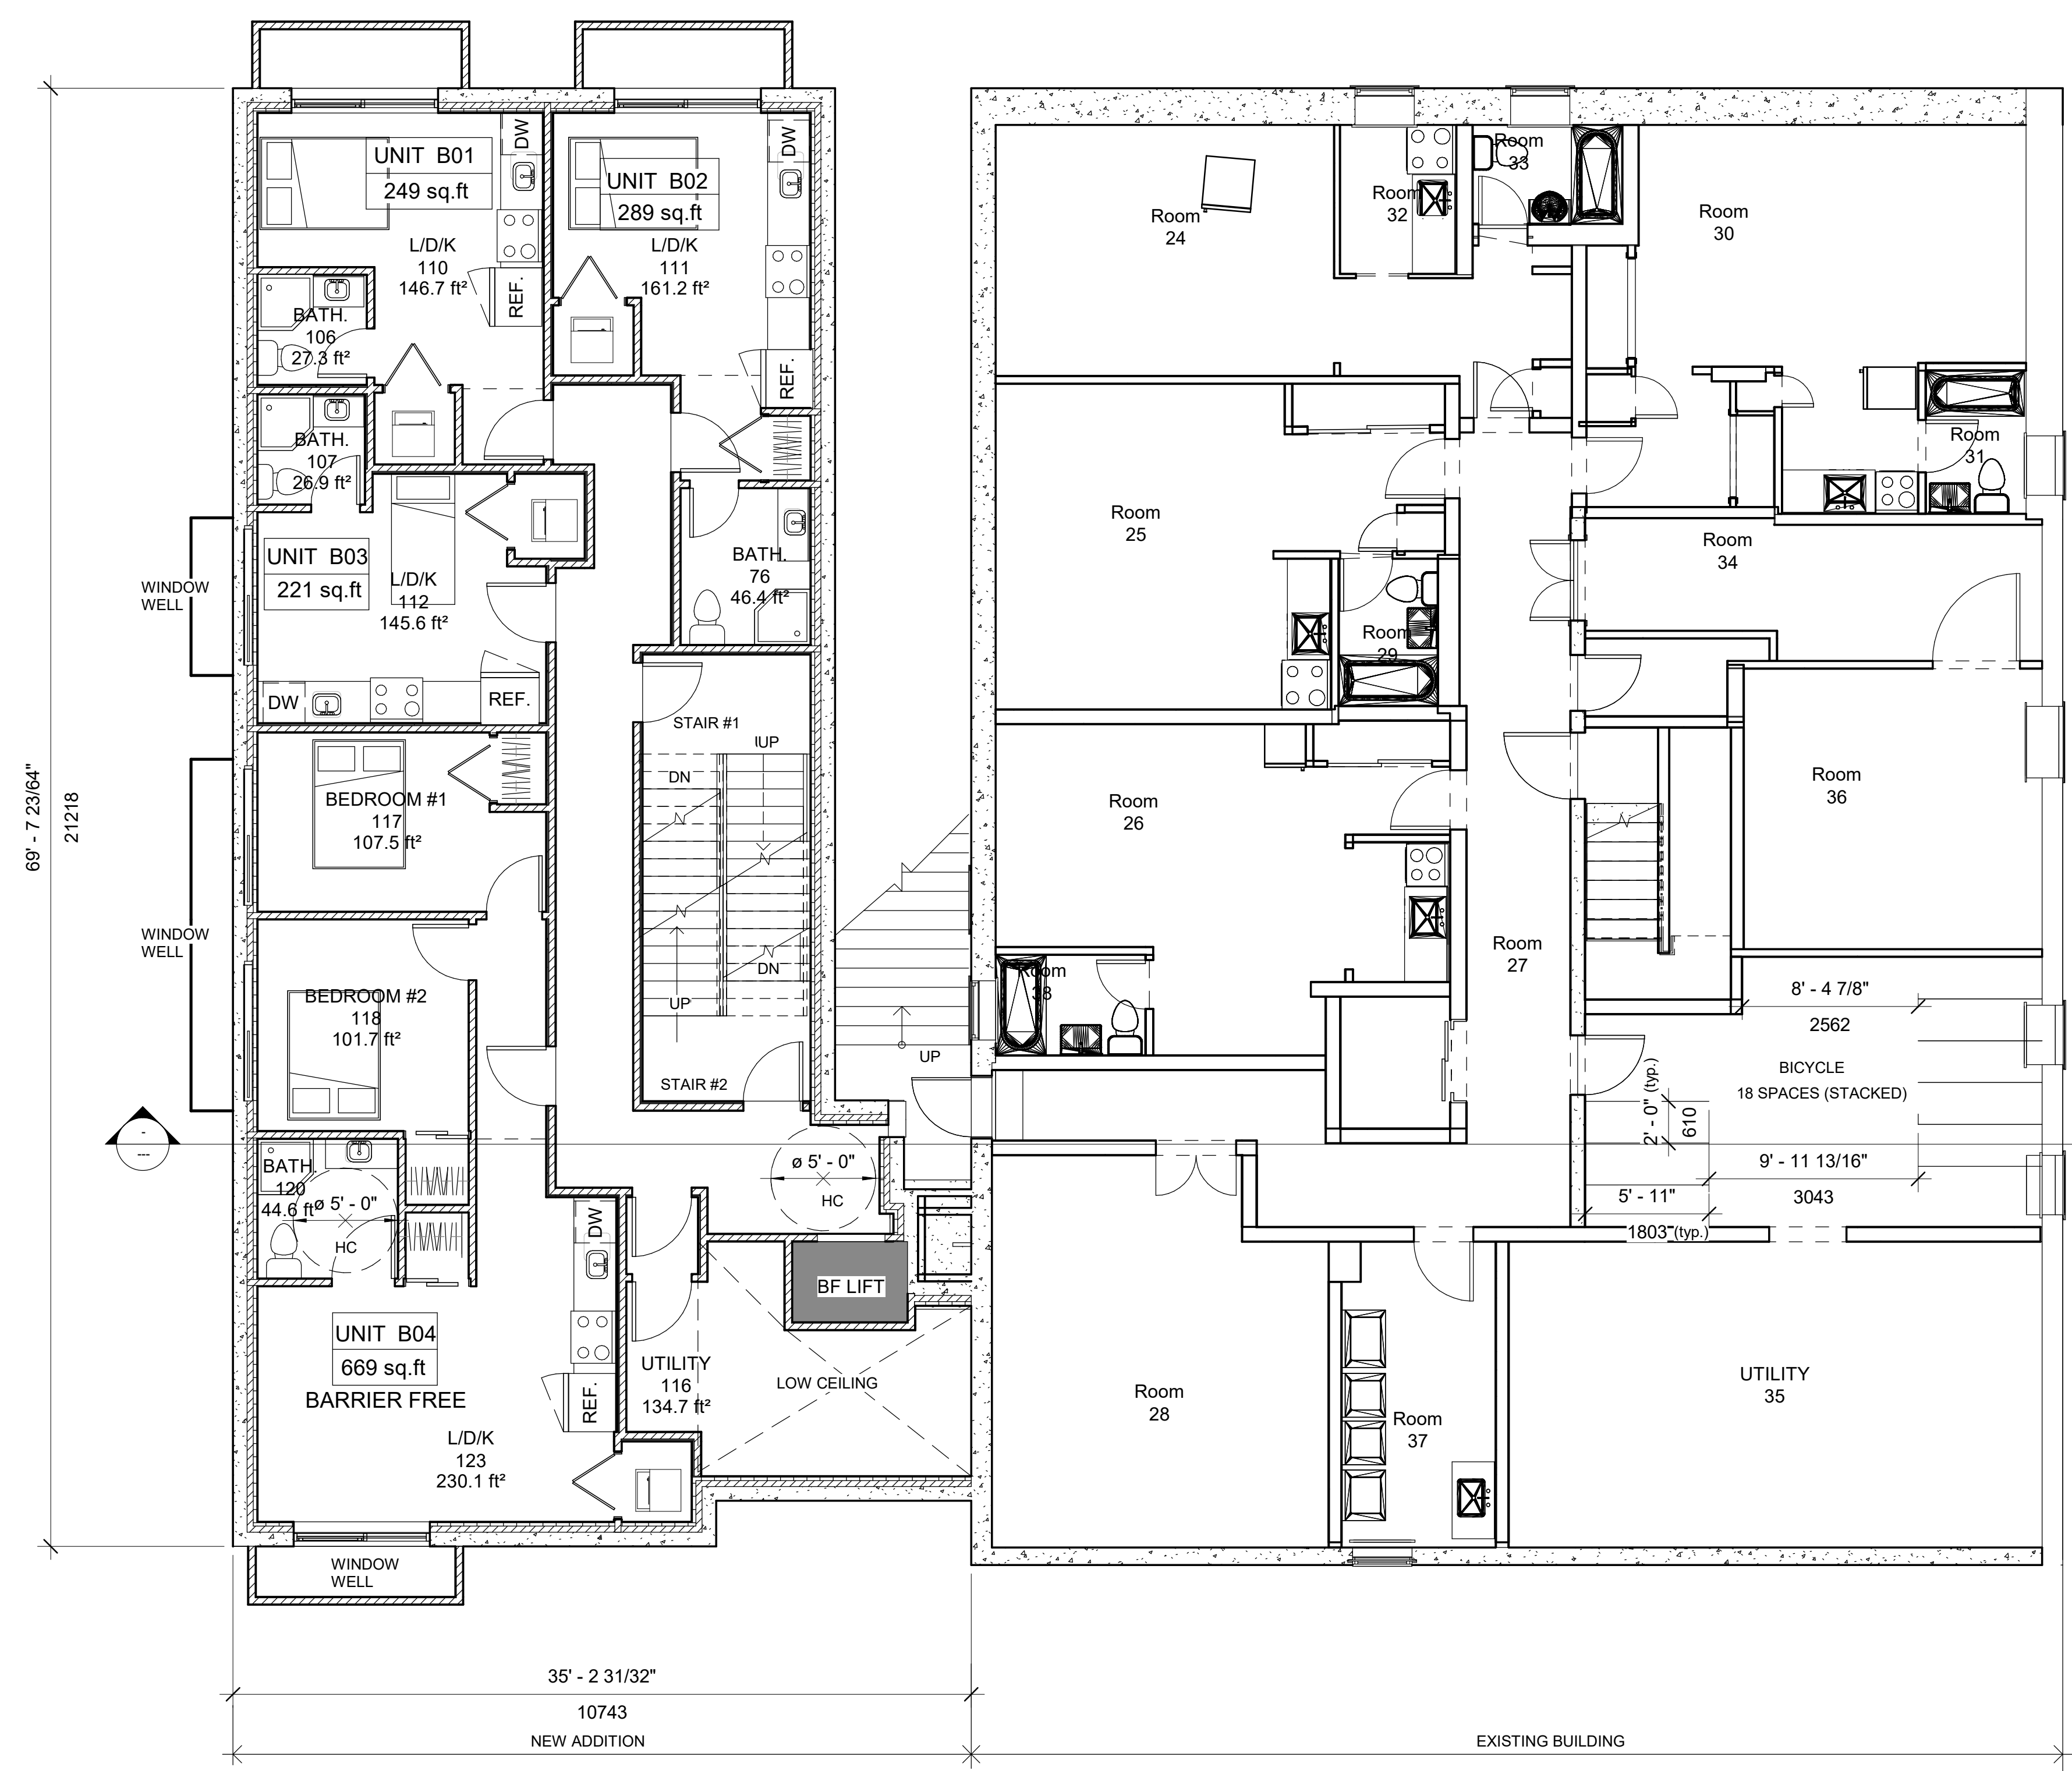 UNIT B01
249 sq.ft
DW
L/D/K
110
146.7 ft²
REF.
BATH.
106
27.3 ft²
UNIT B02
289 sq.ft
DW
L/D/K
111
161.2 ft²
REF.
BATH.
107
26.9 ft²
UNIT B03
221 sq.ft
L/D/K
112
145.6 ft²
DW
REF.
BATH.
76
46.4 ft²
WINDOW
WELL
STAIR #1
UP
DN
BEDROOM #1
117
107.5 ft²
69' - 7 23/64"
21218
WINDOW
WELL
BEDROOM #2
118
101.7 ft²
DN
UP
STAIR #2
UP
-
---
BATH.
120
44.6 ft²
ø 5' - 0"
HC
ø 5' - 0"
HC
DW
BF LIFT
UNIT B04
669 sq.ft
BARRIER FREE
REF.
UTILITY
116
134.7 ft²
LOW CEILING
L/D/K
123
230.1 ft²
WINDOW
WELL
Room
24
Room
32
Room
33
Room
30
Room
31
Room
25
Room
34
Room
29
Room
26
Room
36
Room
27
Room
38
8' - 4 7/8"
2562
BICYCLE
18 SPACES (STACKED)
2' - 0" (typ.)
610
9' - 11 13/16"
3043
5' - 11"
1803 (typ.)
Room
28
Room
37
UTILITY
35
35' - 2 31/32"
10743
NEW ADDITION
EXISTING BUILDING